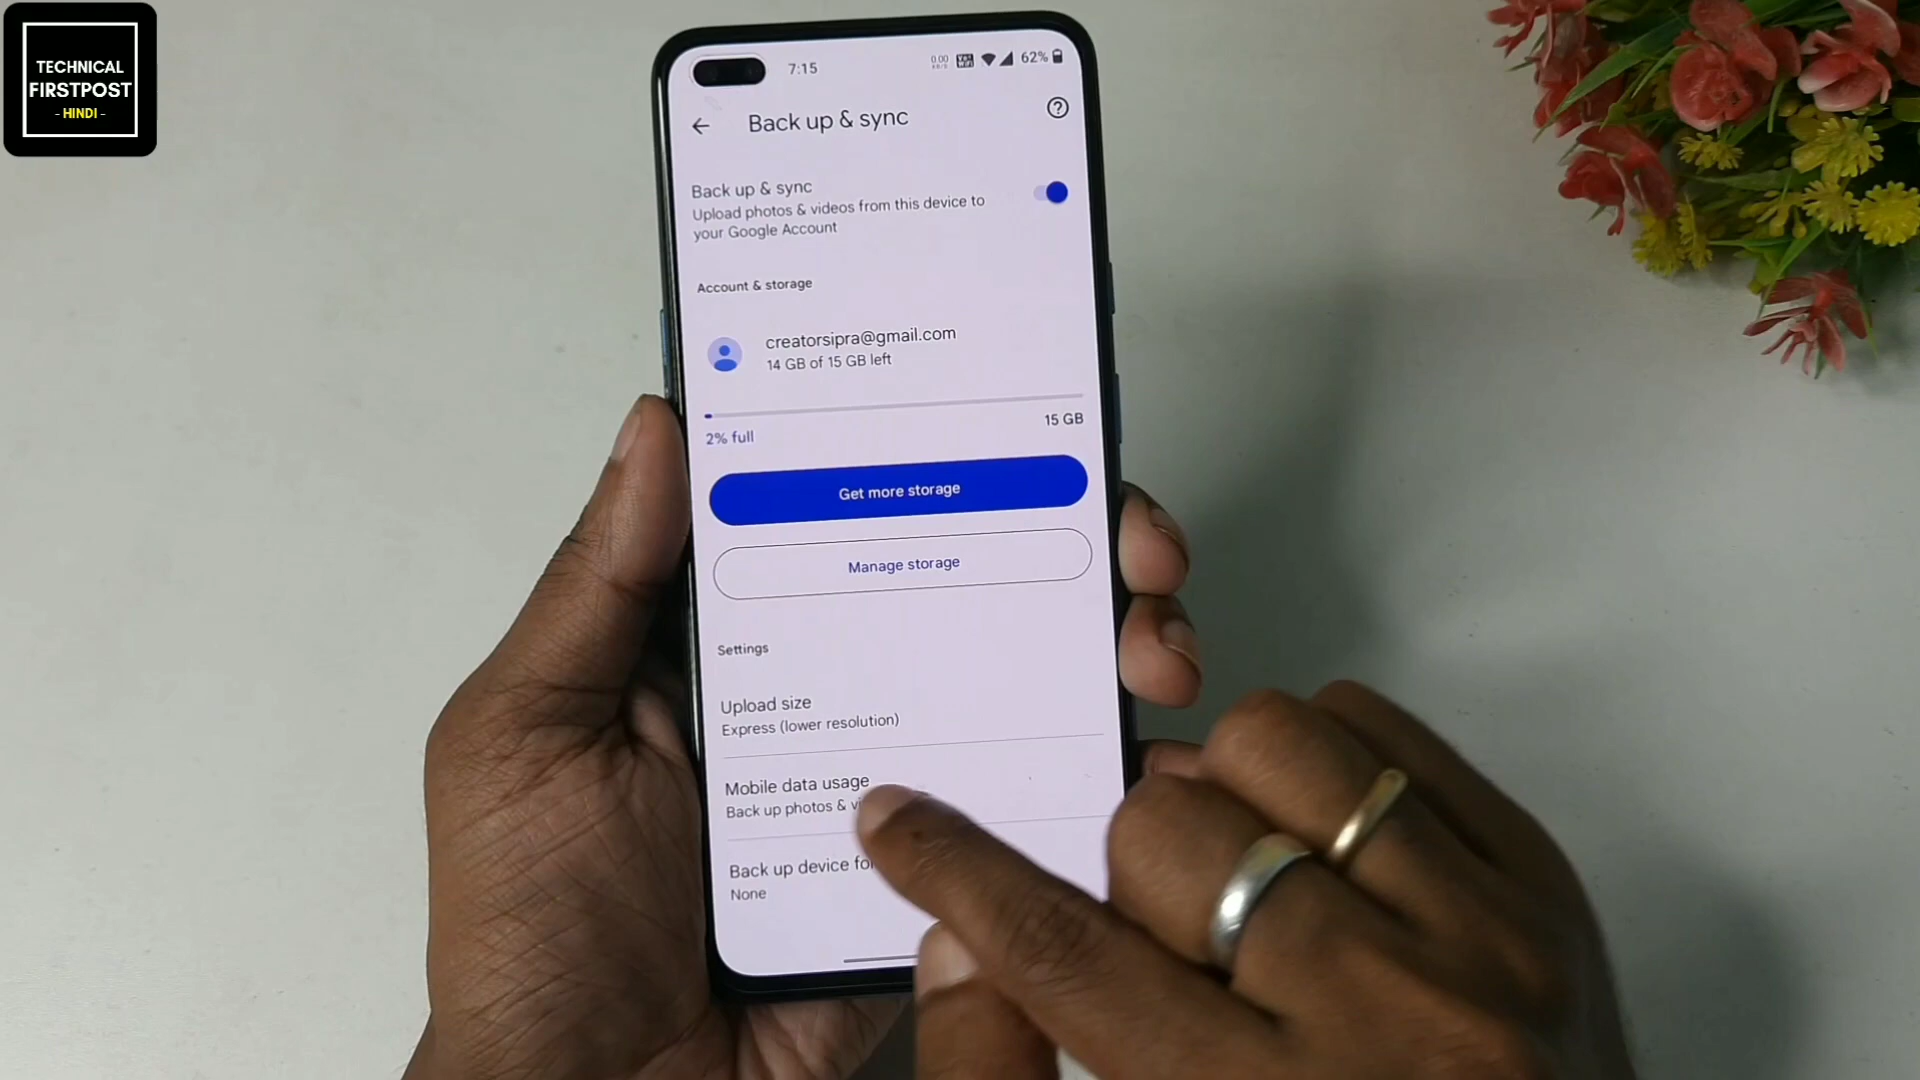 TECHNICAL
FIRSTPOST
- HINDI -
7:15
0.00
62%
Back up & sync
Back up & sync
Upload photos & videos from this device to
your Google Account
Account & storage
creatorsipra@gmail.com
14 GB of 15 GB left
2% full
15 GB
Get more storage
Manage storage
Settings
Upload size
Express (lower resolution)
Mobile data usage
Back up photos &
Back up device
None